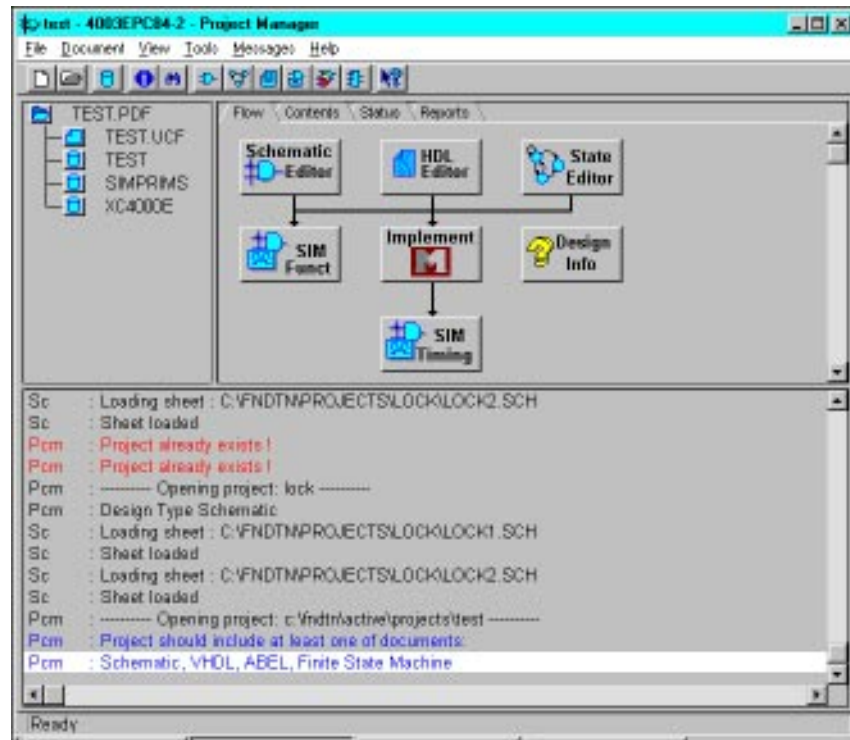 test - 4003EPC84-2 - Project Manager
File Document View Tools Messages Help
TEST.PDF
TEST.UCF
TEST
SIMPRIMS
XC4000E
Flow Contents Status Reports
Schematic Editor
HDL Editor
State Editor
SIM Funct
Implement
Design Info
SIM Timing
Sc : Loading sheet : C:\FNDTN\PROJECTS\LOCK\LOCK2.SCH
Sc : Sheet loaded
Pcm : Project already exists !
Pcm : Project already exists !
Pcm : ---------- Opening project: lock ----------
Pcm : Design Type Schematic
Sc : Loading sheet : C:\FNDTN\PROJECTS\LOCK\LOCK1.SCH
Sc : Sheet loaded
Sc : Loading sheet : C:\FNDTN\PROJECTS\LOCK\LOCK2.SCH
Sc : Sheet loaded
Pcm : ---------- Opening project: c:\fndtn\active\projects\test ----------
Pcm : Project should include at least one of documents:
Pcm : Schematic, VHDL, ABEL, Finite State Machine
Ready